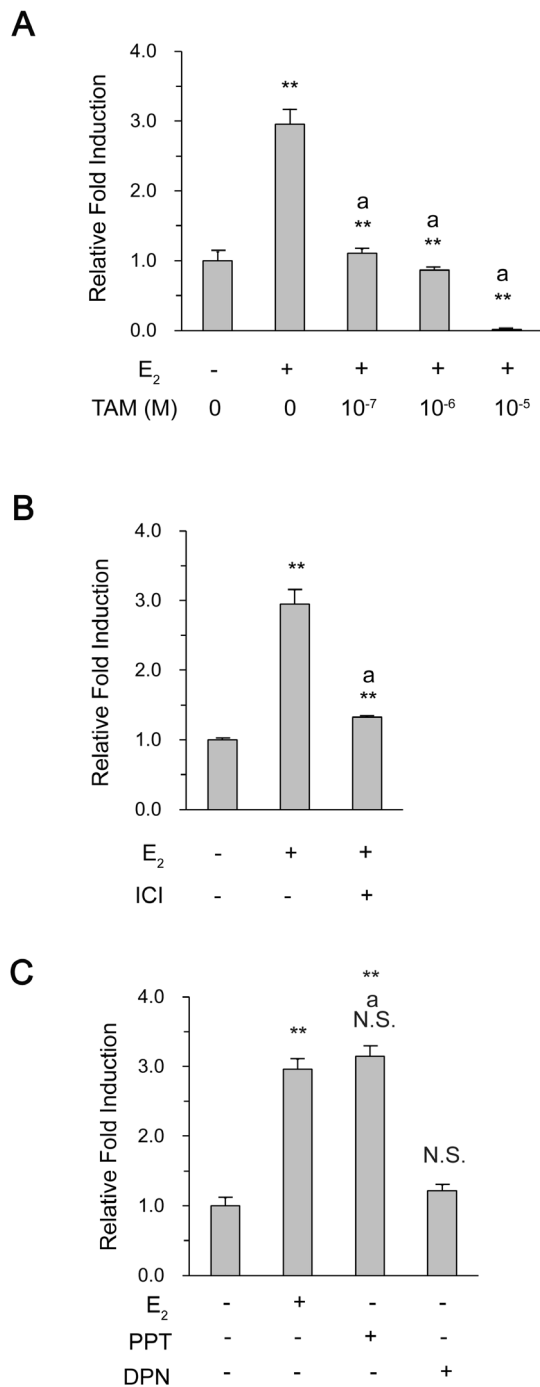 A
4.0
3.0
2.0
1.0
0.0
Relative Fold Induction
**
a
**
a
**
a
**
E₂ - + + + +
TAM (M) 0 0 10⁻⁷ 10⁻⁶ 10⁻⁵
B
4.0
3.0
2.0
1.0
0.0
Relative Fold Induction
**
a
**
E₂ - + +
ICI - - +
C
4.0
3.0
2.0
1.0
0.0
Relative Fold Induction
**
**
a
N.S.
N.S.
E₂ - + - -
PPT - - + -
DPN - - - +